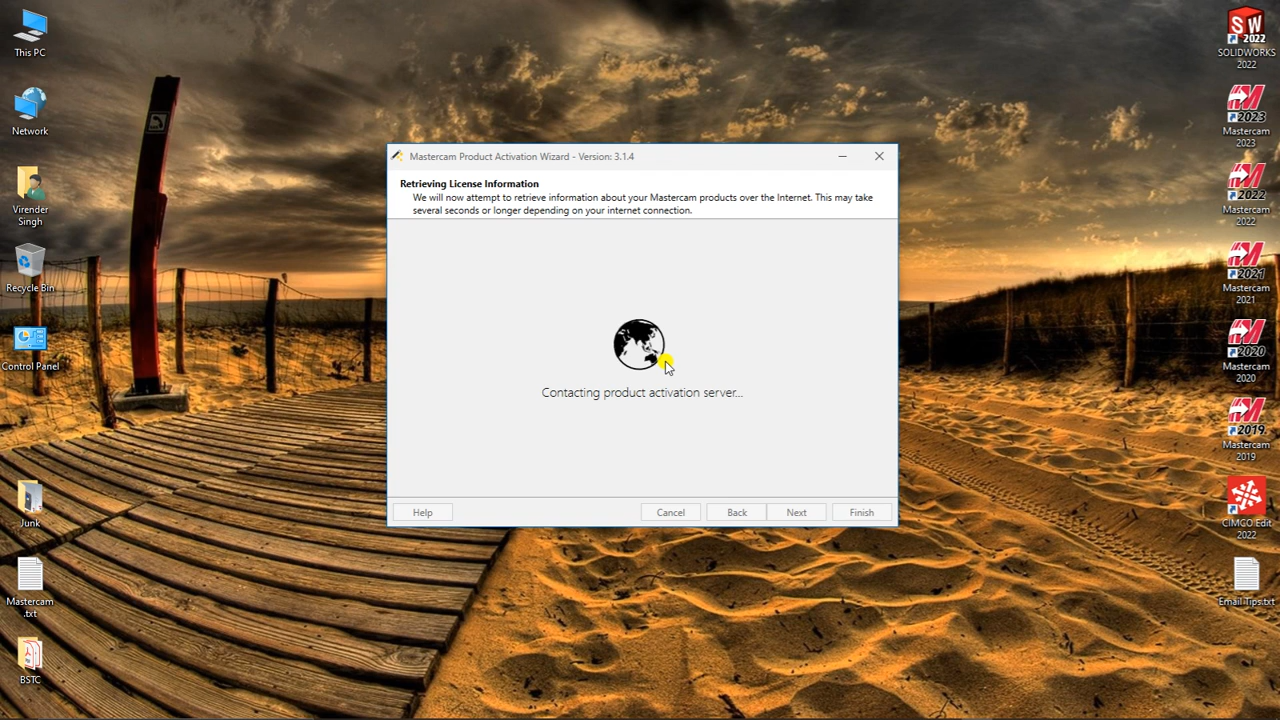 This PC
Network
Virender
Singh
Recycle Bin
Control Panel
Junk
Mastercam
.txt
BSTC
Mastercam Product Activation Wizard - Version: 3.1.4
Retrieving License Information
We will now attempt to retrieve information about your Mastercam products over the Internet. This may take
several seconds or longer depending on your internet connection.
Contacting product activation server...
Help
Cancel
Back
Next
Finish
SW
2022
SOLIDWORKS
2022
2023
Mastercam
2023
2022
Mastercam
2022
2021
Mastercam
2021
2020
Mastercam
2020
2019
Mastercam
2019
CIMCO Edit
2022
Email Tips.txt